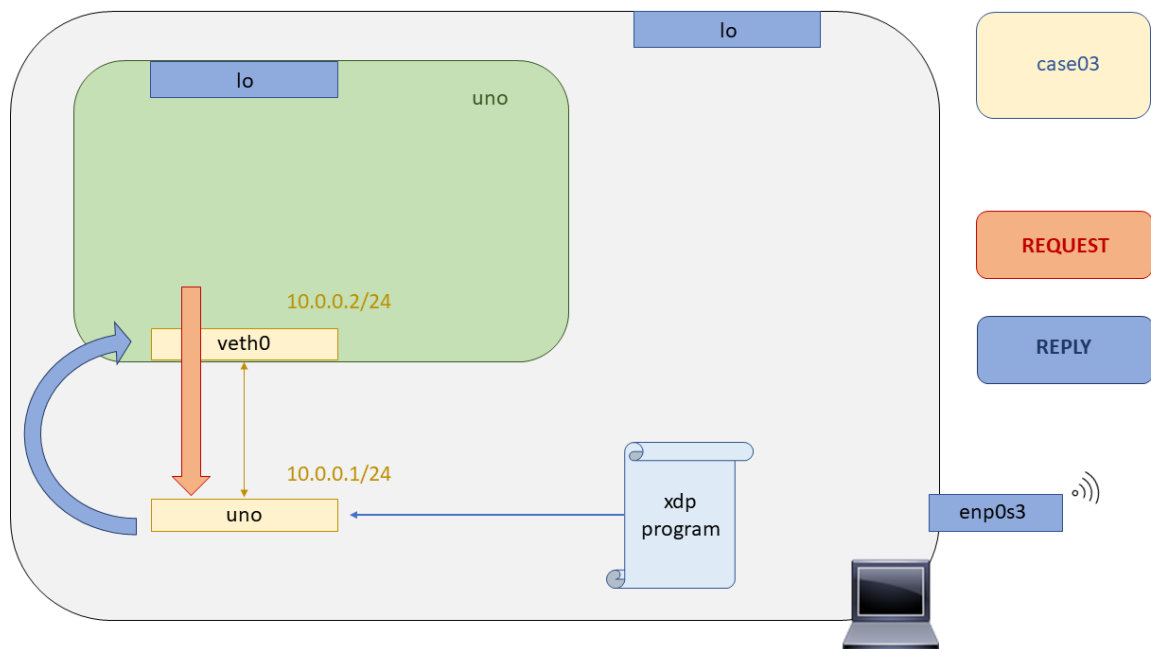 lo
lo
case03
uno
REQUEST
10.0.0.2/24
veth0
REPLY
10.0.0.1/24
uno
xdp
program
enp0s3